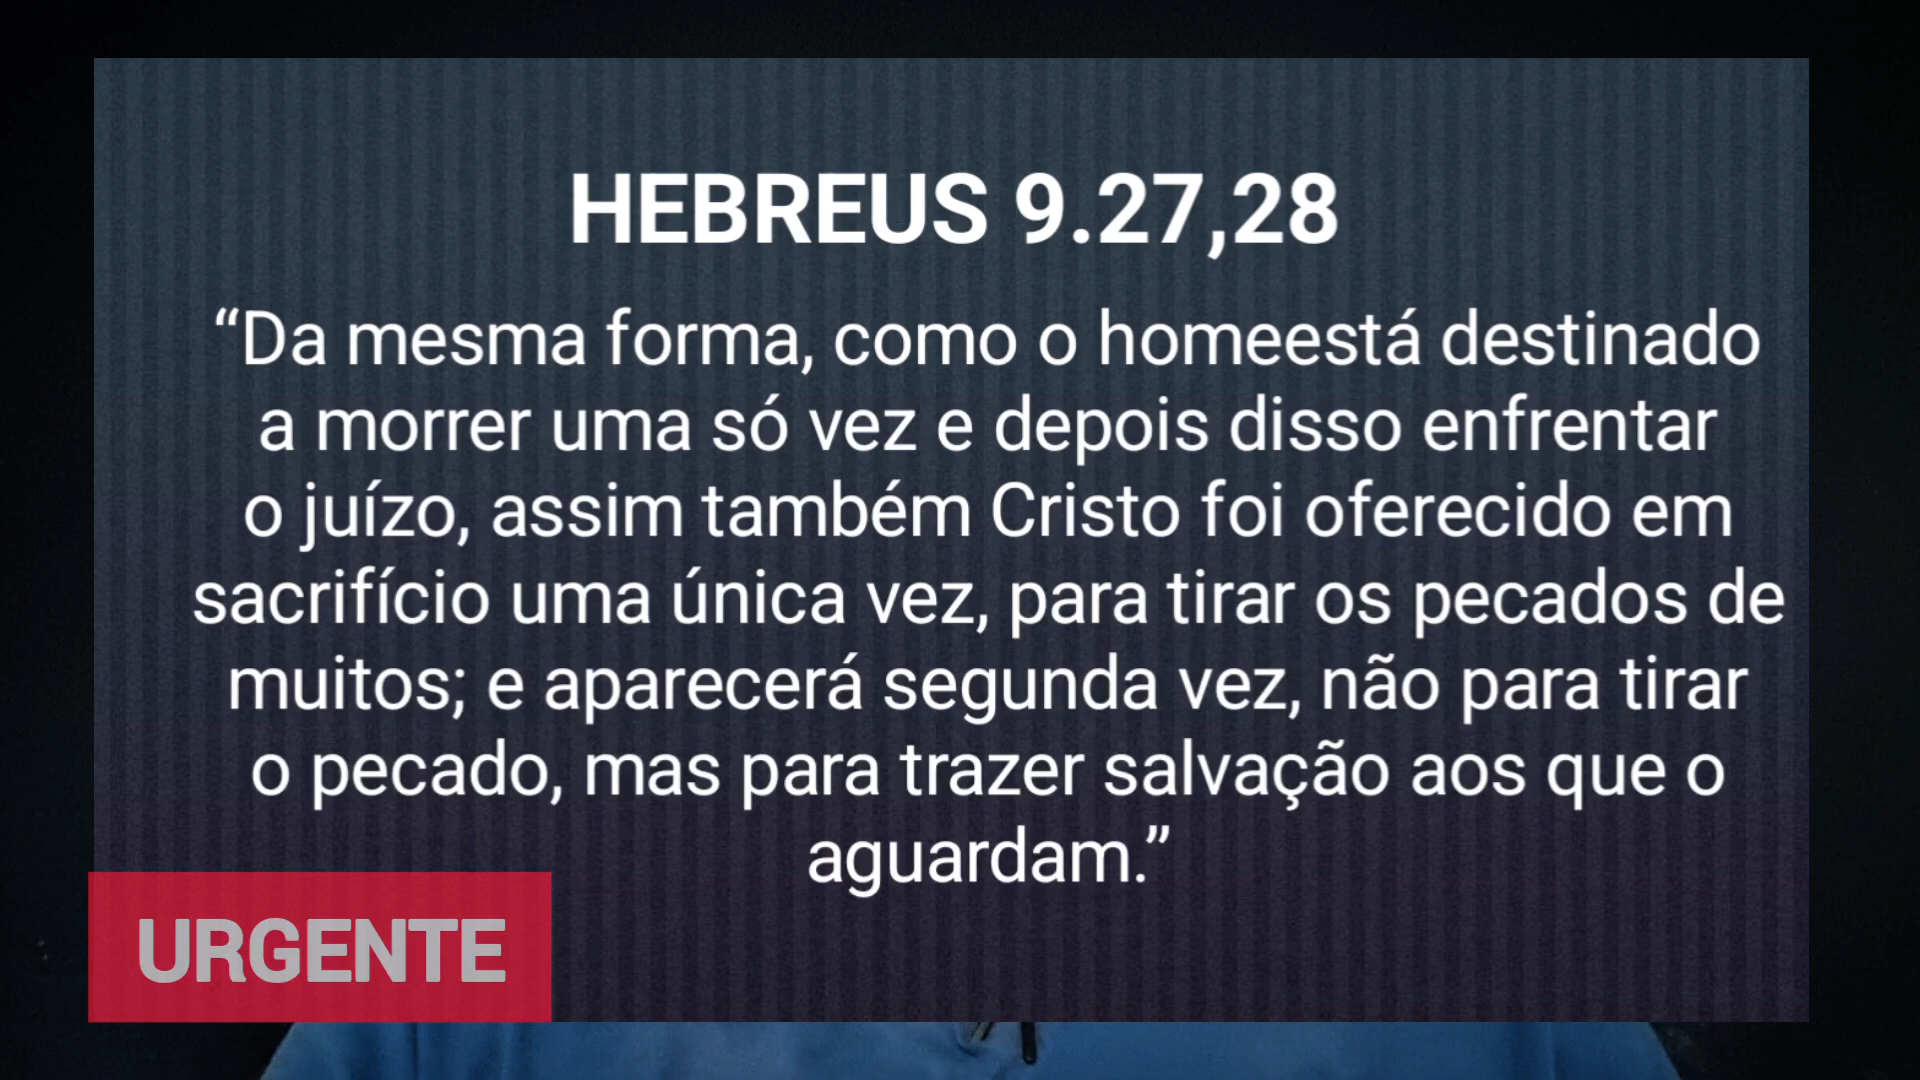 HEBREUS 9.27,28
“Da mesma forma, como o homeestá destinado
a morrer uma só vez e depois disso enfrentar
o juízo, assim também Cristo foi oferecido em
sacrifício uma única vez, para tirar os pecados de
muitos; e aparecerá segunda vez, não para tirar
o pecado, mas para trazer salvação aos que o
aguardam.”
URGENTE